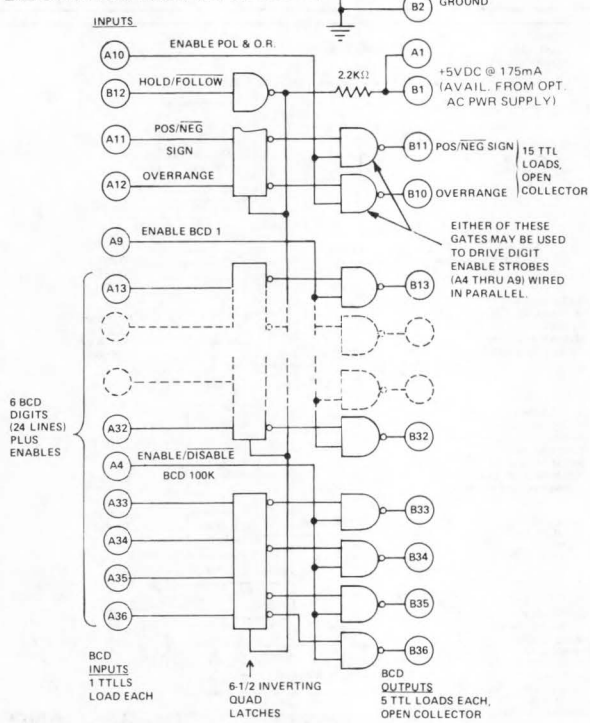 B2 GROUND
INPUTS
A10 ENABLE POL & O.R.
A1
B12 HOLD/FOLLOW
2.2KΩ
B1
+5VDC @ 175mA
(AVAIL. FROM OPT.
AC PWR SUPPLY)
A11 POS/NEG
SIGN
B11 POS/NEG SIGN
15 TTL
LOADS,
OPEN
COLLECTOR
A12 OVERRANGE
B10 OVERRANGE
A9 ENABLE BCD 1
EITHER OF THESE
GATES MAY BE USED
TO DRIVE DIGIT
ENABLE STROBES
(A4 THRU A9) WIRED
IN PARALLEL.
A13
B13
6 BCD
DIGITS
(24 LINES)
PLUS
ENABLES
A32
B32
A4 ENABLE/DISABLE
BCD 100K
A33
B33
A34
B34
A35
B35
A36
B36
BCD
INPUTS
1 TTLLS
LOAD EACH
6-1/2 INVERTING
QUAD
LATCHES
BCD
OUTPUTS
5 TTL LOADS EACH,
OPEN COLLECTOR